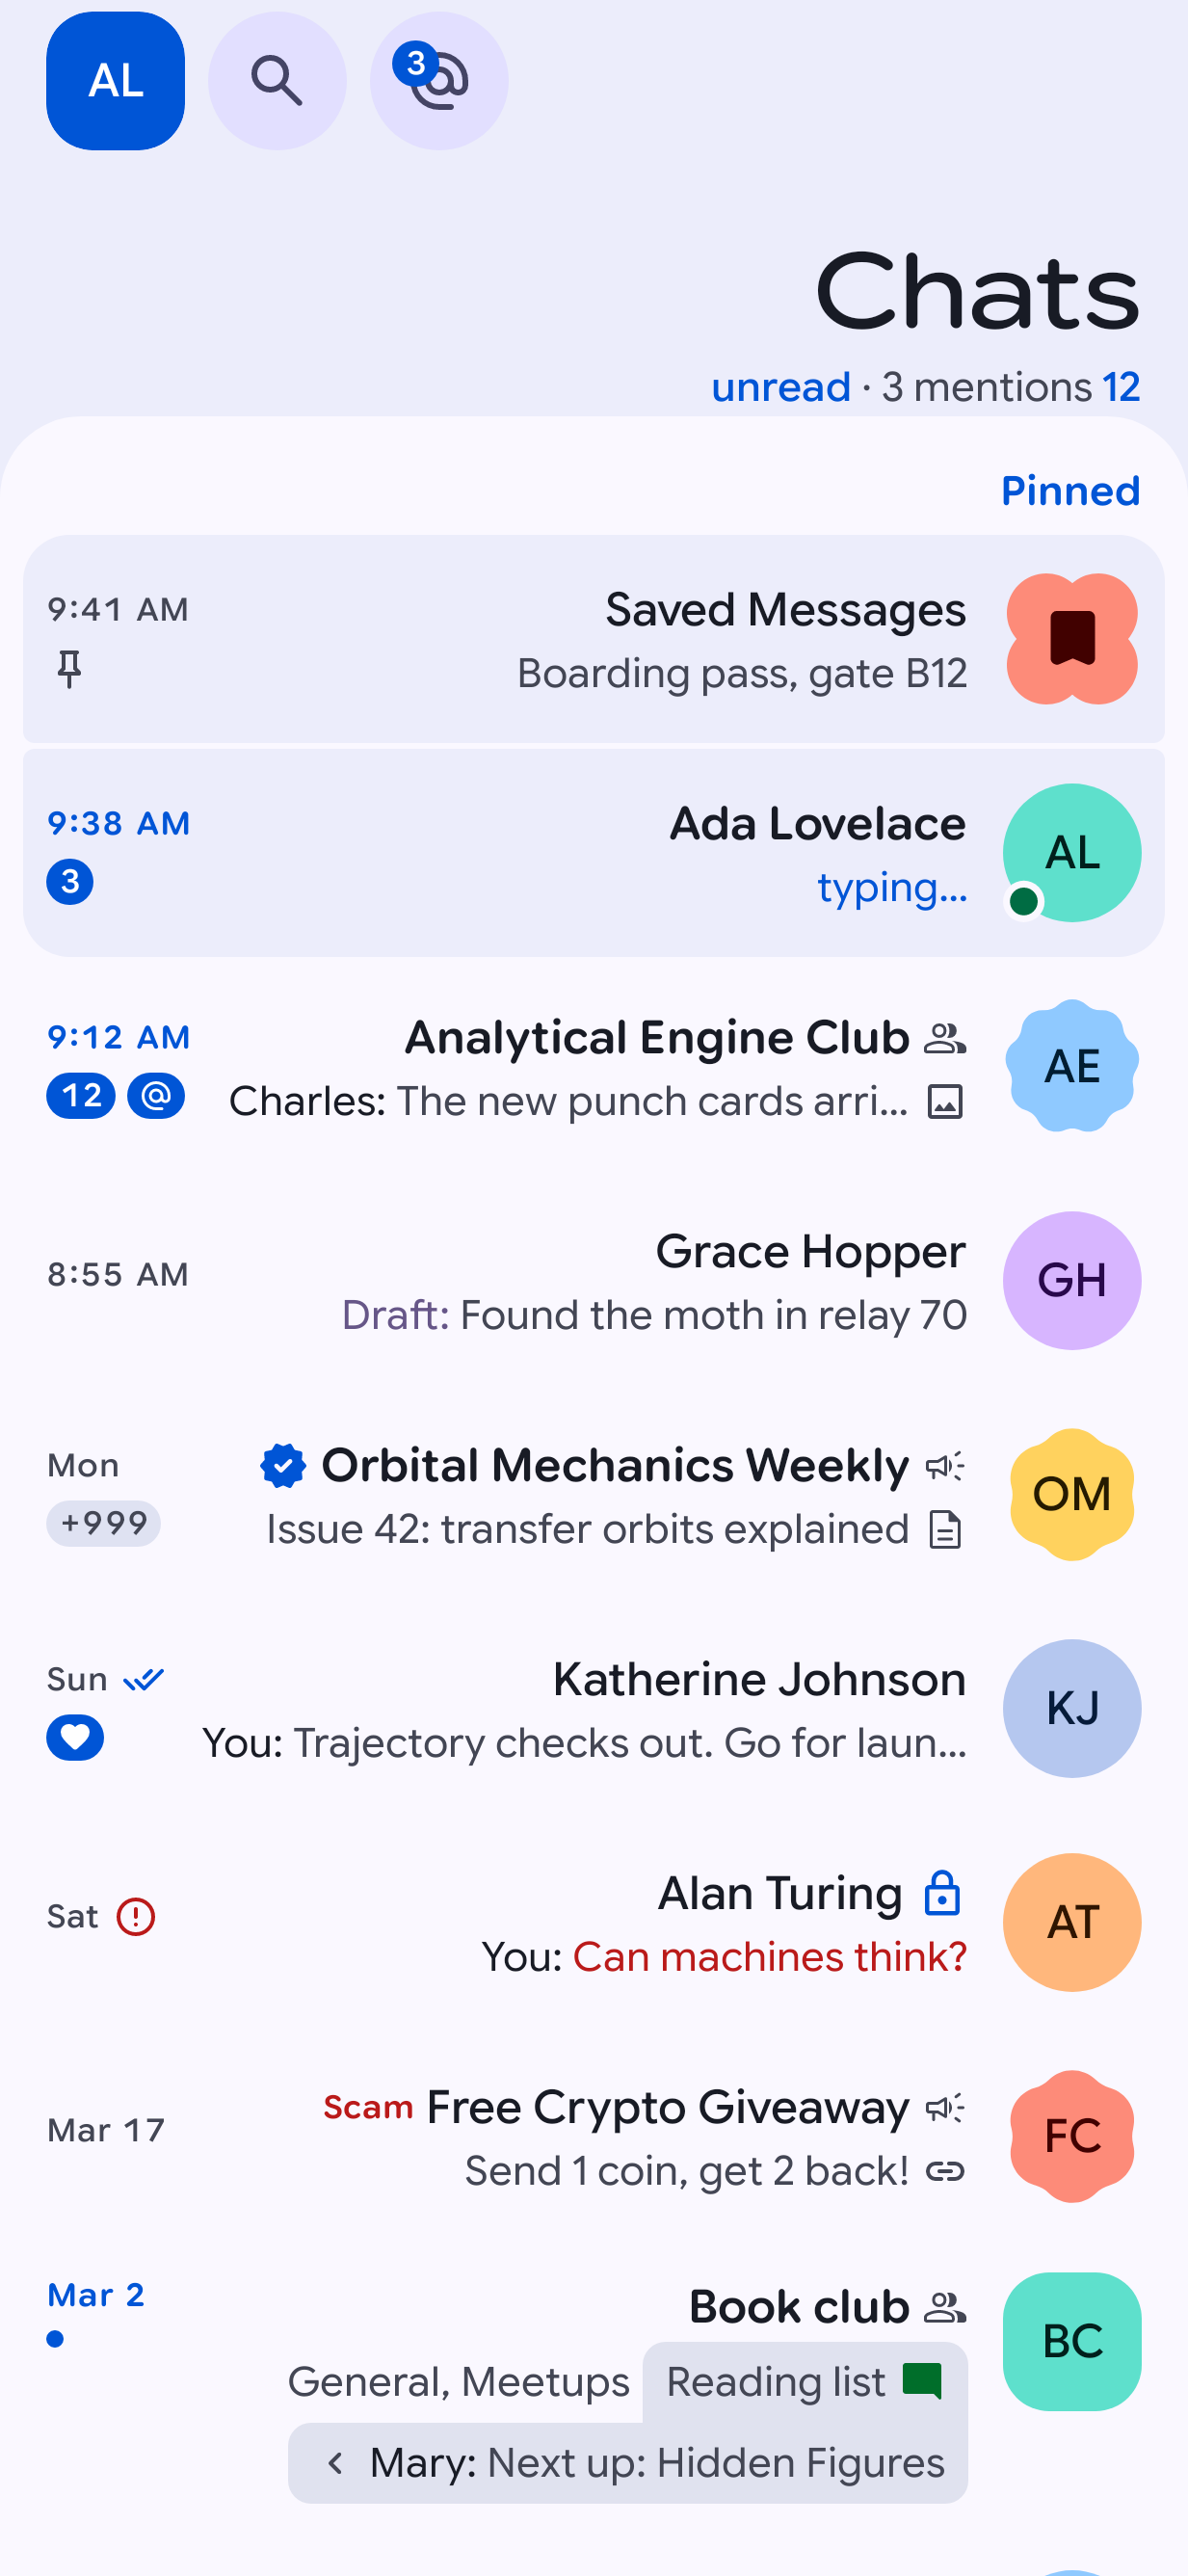 AL
3
Chats
unread · 3 mentions 12
Pinned
Saved Messages
9:41 AM
Boarding pass, gate B12
AL
Ada Lovelace
9:38 AM
typing...
3
AE
Analytical Engine Club
9:12 AM
Charles: The new punch cards arri...
12 @
GH
Grace Hopper
8:55 AM
Draft: Found the moth in relay 70
OM
Orbital Mechanics Weekly
Mon
Issue 42: transfer orbits explained
+999
KJ
Katherine Johnson
Sun
You: Trajectory checks out. Go for laun...
AT
Alan Turing
Sat
You: Can machines think?
FC
Scam Free Crypto Giveaway
Mar 17
Send 1 coin, get 2 back!
BC
Book club
Mar 2
General, Meetups Reading list
Mary: Next up: Hidden Figures